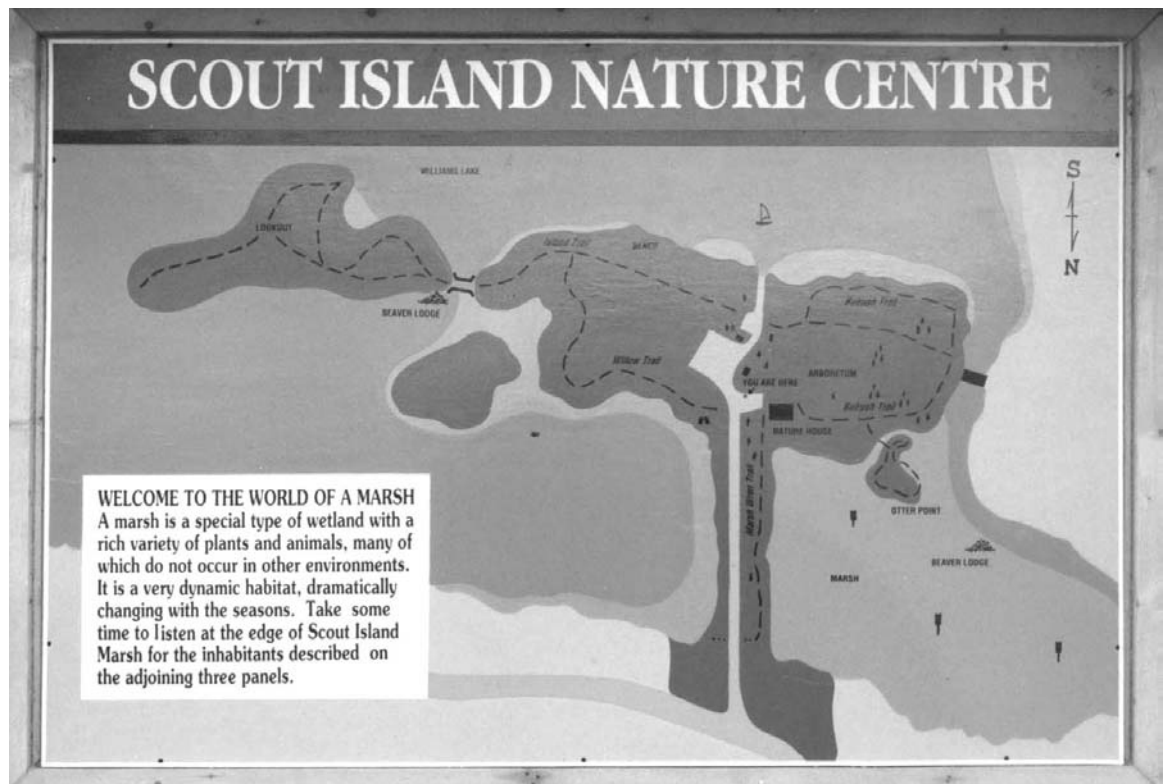 SCOUT ISLAND NATURE CENTRE
WILLIAMS LAKE
S
N
LOOKOUT
Island Trail
BEAVER LODGE
Willow Trail
YOU ARE HERE
ARBORETUM
NATURE HOUSE
Marsh Wren Trail
OTTER POINT
BEAVER LODGE
MARSH
WELCOME TO THE WORLD OF A MARSH
A marsh is a special type of wetland with a
rich variety of plants and animals, many of
which do not occur in other environments.
It is a very dynamic habitat, dramatically
changing with the seasons. Take some
time to listen at the edge of Scout Island
Marsh for the inhabitants described on
the adjoining three panels.